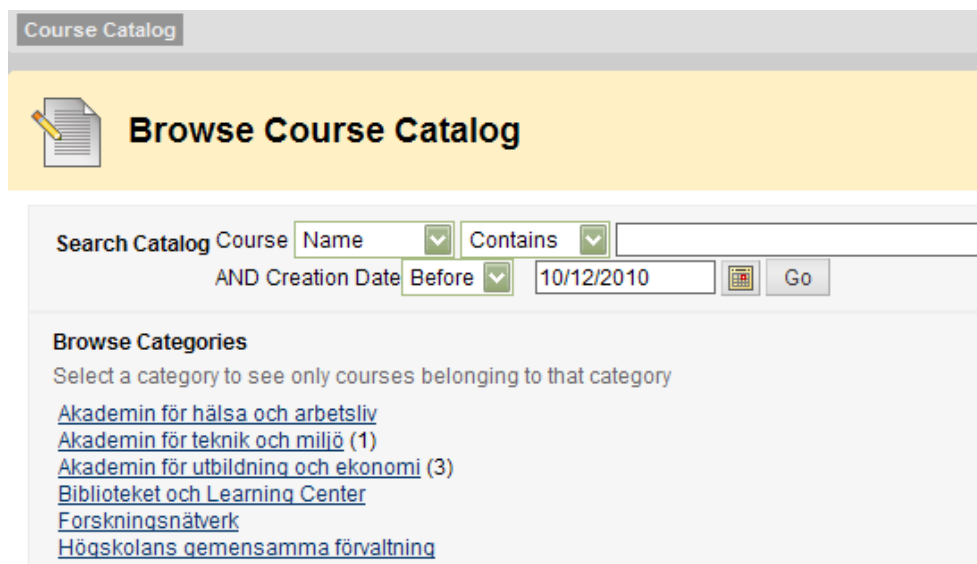 Course Catalog
Browse Course Catalog
Search Catalog Course Name Contains
AND Creation Date Before 10/12/2010 Go
Browse Categories
Select a category to see only courses belonging to that category
Akademin för hälsa och arbetsliv
Akademin för teknik och miljö (1)
Akademin för utbildning och ekonomi (3)
Biblioteket och Learning Center
Forskningsnätverk
Högskolans gemensamma förvaltning